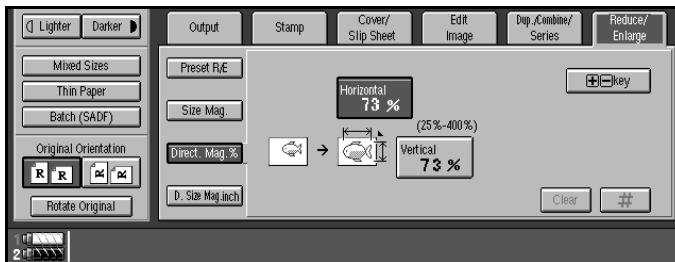 Lighter
Darker
Output
Stamp
Cover/
Slip Sheet
Edit
Image
Dup.,Combine/
Series
Reduce/
Enlarge
Mixed Sizes
Thin Paper
Batch (SADF)
Original Orientation
R R R R
Rotate Original
Preset R/E
Size Mag.
Direct. Mag.%
D. Size Mag.inch
Horizontal
73 %
(25%-400%)
Vertical
73 %
+ - key
Clear
#
1
2